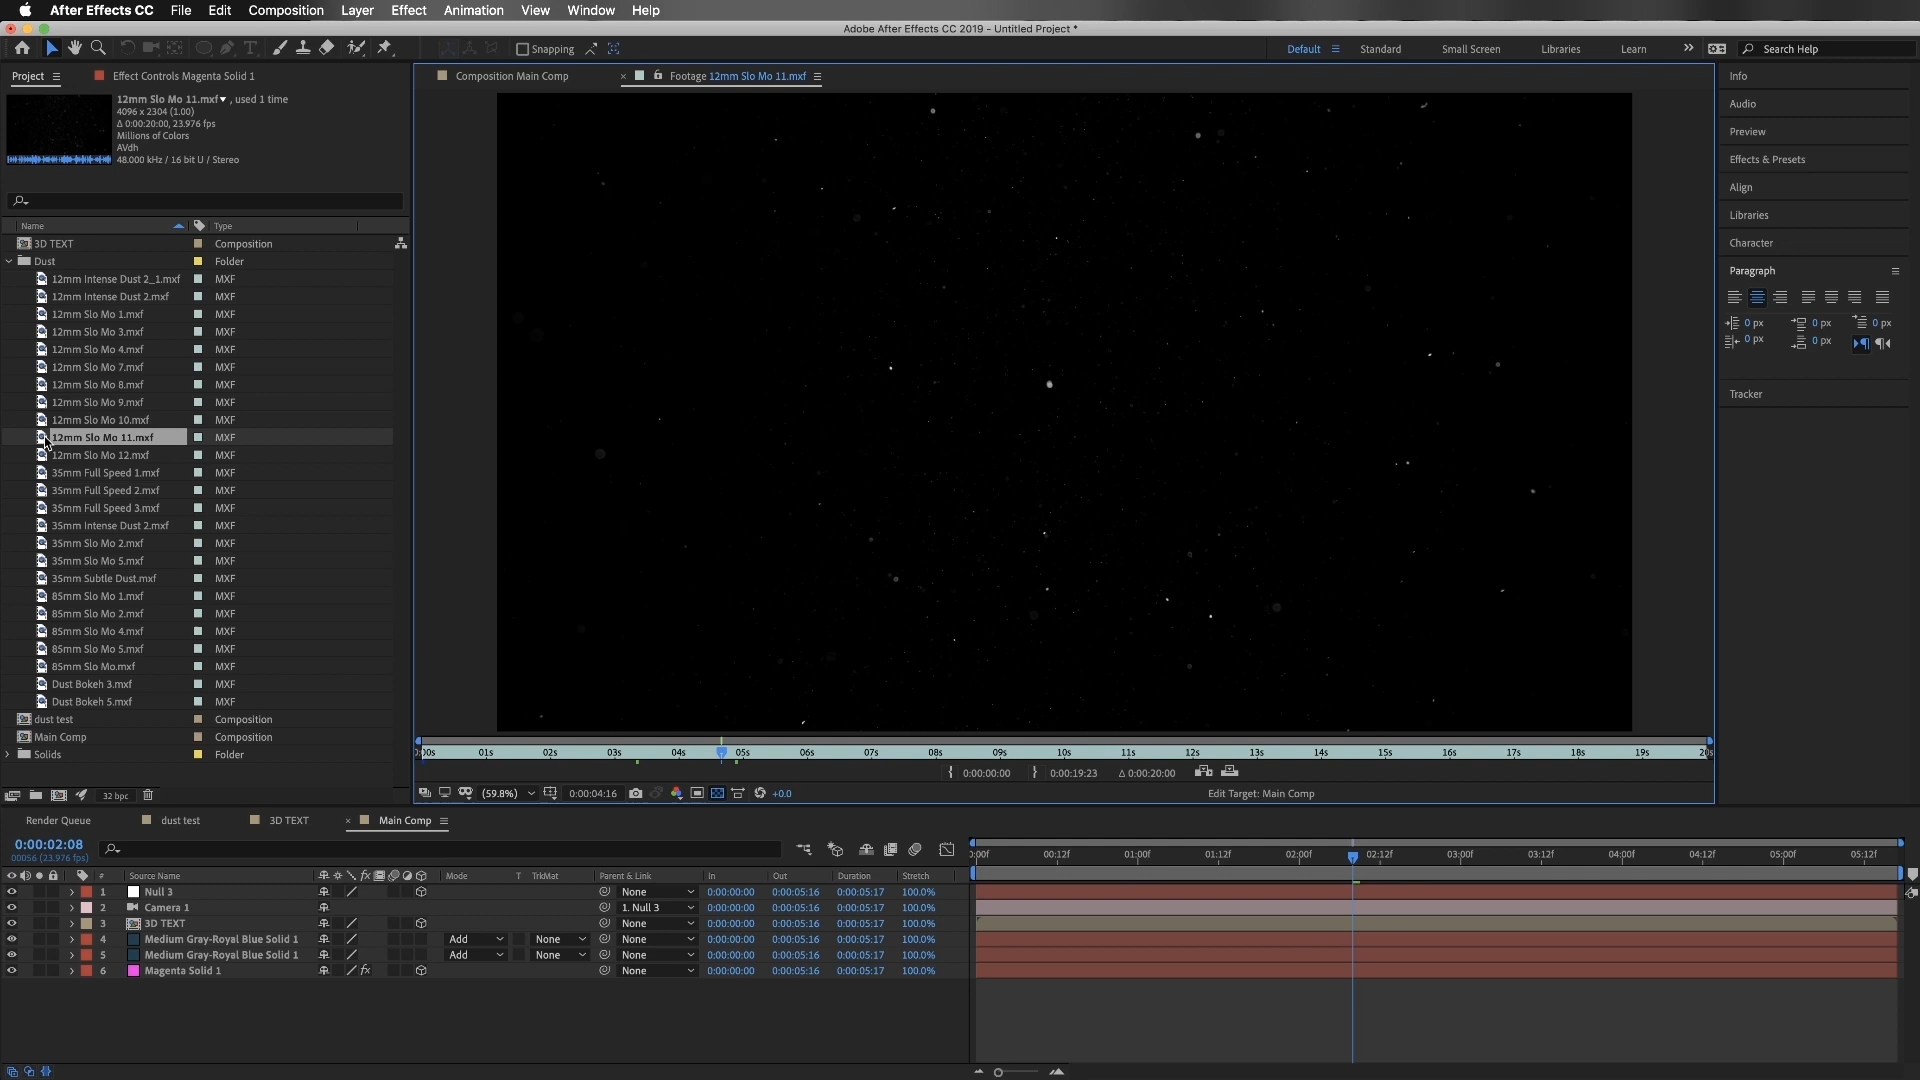 After Effects CC File Edit Composition Layer Effect Animation View Window Help
Adobe After Effects CC 2019 - Untitled Project *
Snapping Default Standard Small Screen Libraries Learn Search Help
Project Effect Controls Magenta Solid 1 Composition Main Comp Footage 12mm Slo Mo 11.mxf
12mm Slo Mo 11.mxf , used 1 time
4096 x 2304 (1.00)
Δ 0:00:20:00, 23.976 fps
Millions of Colors
AVdh
48.000 kHz / 16 bit U / Stereo
Name Type
3D TEXT Composition
Dust Folder
12mm Intense Dust 2_1.mxf MXF
12mm Intense Dust 2.mxf MXF
12mm Slo Mo 1.mxf MXF
12mm Slo Mo 3.mxf MXF
12mm Slo Mo 4.mxf MXF
12mm Slo Mo 7.mxf MXF
12mm Slo Mo 8.mxf MXF
12mm Slo Mo 9.mxf MXF
12mm Slo Mo 10.mxf MXF
12mm Slo Mo 11.mxf MXF
12mm Slo Mo 12.mxf MXF
35mm Full Speed 1.mxf MXF
35mm Full Speed 2.mxf MXF
35mm Full Speed 3.mxf MXF
35mm Intense Dust 2.mxf MXF
35mm Slo Mo 2.mxf MXF
35mm Slo Mo 5.mxf MXF
35mm Subtle Dust.mxf MXF
85mm Slo Mo 1.mxf MXF
85mm Slo Mo 2.mxf MXF
85mm Slo Mo 4.mxf MXF
85mm Slo Mo 5.mxf MXF
85mm Slo Mo.mxf MXF
Dust Bokeh 3.mxf MXF
Dust Bokeh 5.mxf MXF
dust test Composition
Main Comp Composition
Solids Folder
32 bpc
01s 02s 03s 04s 05s 06s 07s 08s 09s 10s 11s 12s 13s 14s 15s 16s 17s 18s 19s
0:00:00:00 0:00:19:23 Δ 0:00:20:00
(59.8%) 0:00:04:16 +0.0 Edit Target: Main Comp
Info
Audio
Preview
Effects & Presets
Align
Libraries
Character
Paragraph
0 px 0 px 0 px
0 px 0 px
Tracker
Render Queue dust test 3D TEXT Main Comp
0:00:02:08
00056 (23.976 fps)
00:12f 01:00f 01:12f 02:00f 02:12f 03:00f 03:12f 04:00f 04:12f 05:00f 05:12f
# Source Name fx Mode T TrkMat Parent & Link In Out Duration Stretch
1 Null 3 None 0:00:00:00 0:00:05:16 0:00:05:17 100.0%
2 Camera 1 1. Null 3 0:00:00:00 0:00:05:16 0:00:05:17 100.0%
3 3D TEXT None 0:00:00:00 0:00:05:16 0:00:05:17 100.0%
4 Medium Gray-Royal Blue Solid 1 Add None None 0:00:00:00 0:00:05:16 0:00:05:17 100.0%
5 Medium Gray-Royal Blue Solid 1 Add None None 0:00:00:00 0:00:05:16 0:00:05:17 100.0%
6 Magenta Solid 1 fx None 0:00:00:00 0:00:05:16 0:00:05:17 100.0%